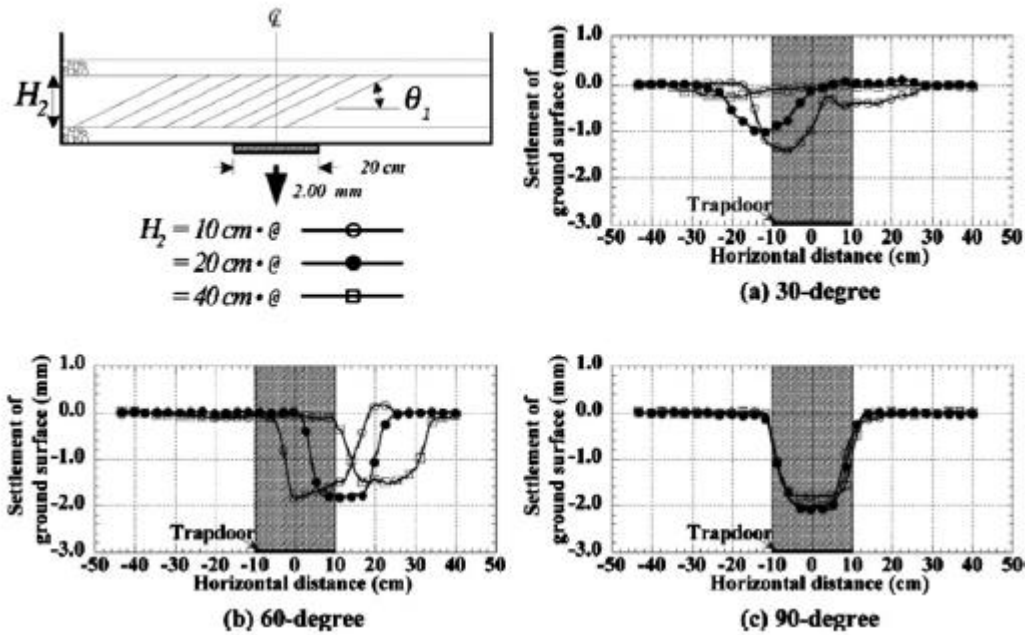 ℄
H₂
θ₁
20 cm
2.00 mm
H₂ = 10 cm・@
= 20 cm・@
= 40 cm・@
Settlement of
ground surface (mm)
1.0
0.0
-1.0
-2.0
-3.0
Trapdoor
-50 -40 -30 -20 -10 0 10 20 30 40 50
Horizontal distance (cm)
(a) 30-degree
Settlement of
ground surface (mm)
1.0
0.0
-1.0
-2.0
-3.0
Trapdoor
-50 -40 -30 -20 -10 0 10 20 30 40 50
Horizontal distance (cm)
(b) 60-degree
Settlement of
ground surface (mm)
1.0
0.0
-1.0
-2.0
-3.0
Trapdoor
-50 -40 -30 -20 -10 0 10 20 30 40 50
Horizontal distance (cm)
(c) 90-degree